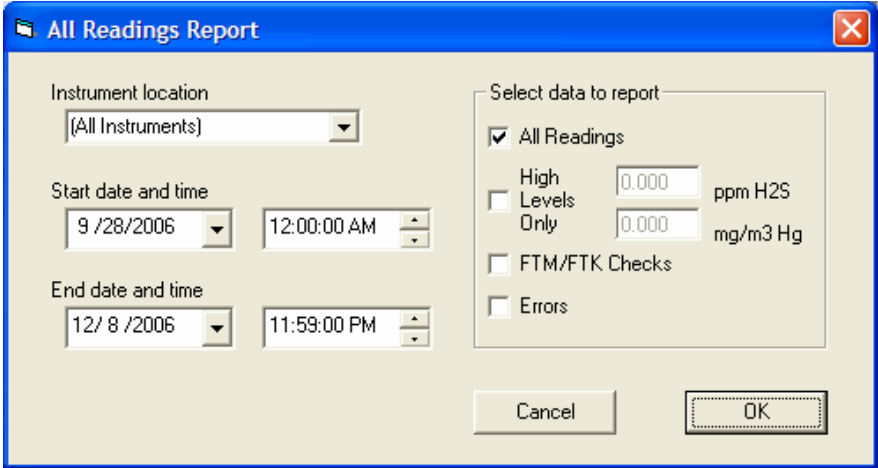 All Readings Report
Instrument location
(All Instruments)
Start date and time
9 /28/2006
12:00:00 AM
End date and time
12/ 8 /2006
11:59:00 PM
Select data to report
All Readings
High
Levels
Only
0.000
ppm H2S
0.000
mg/m3 Hg
FTM/FTK Checks
Errors
Cancel
OK